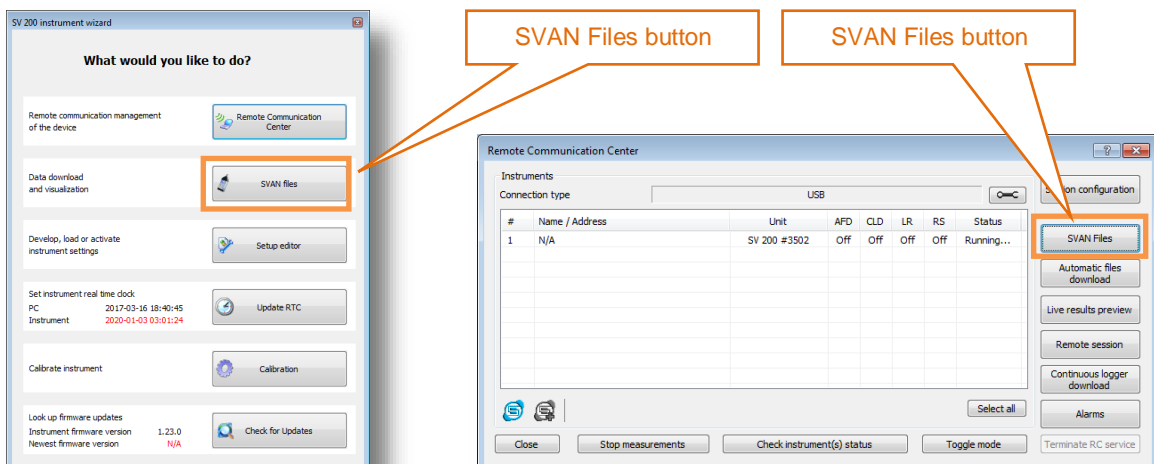 SVAN Files button
SVAN Files button
SV 200 instrument wizard
What would you like to do?
Remote communication management
of the device
Remote Communication
Center
Data download
and visualization
SVAN files
Develop, load or activate
instrument settings
Setup editor
Set instrument real time clock
PC 2017-03-16 18:40:45
Instrument 2020-01-03 03:01:24
Update RTC
Calibrate instrument
Calibration
Look up firmware updates
Instrument firmware version 1.23.0
Newest firmware version N/A
Check for Updates
Remote Communication Center
Instruments
Connection type USB
# Name / Address Unit AFD CLD LR RS Status
1 N/A SV 200 #3502 Off Off Off Off Running...
Select all
Close Stop measurements Check instrument(s) status Toggle mode
configuration
SVAN Files
Automatic files
download
Live results preview
Remote session
Continuous logger
download
Alarms
Terminate RC service